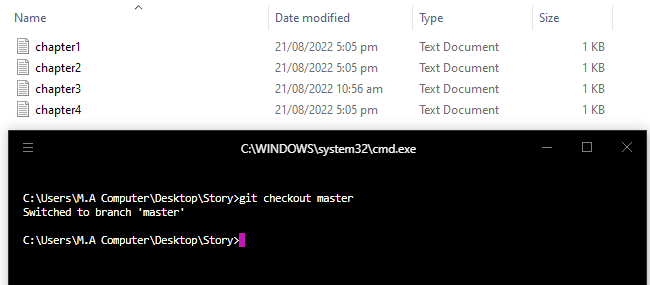 Name Date modified Type Size
chapter1 21/08/2022 5:05 pm Text Document 1 KB
chapter2 21/08/2022 5:05 pm Text Document 1 KB
chapter3 21/08/2022 10:56 am Text Document 1 KB
chapter4 21/08/2022 5:05 pm Text Document 1 KB
C:\WINDOWS\system32\cmd.exe
C:\Users\M.A Computer\Desktop\Story>git checkout master
Switched to branch 'master'
C:\Users\M.A Computer\Desktop\Story>